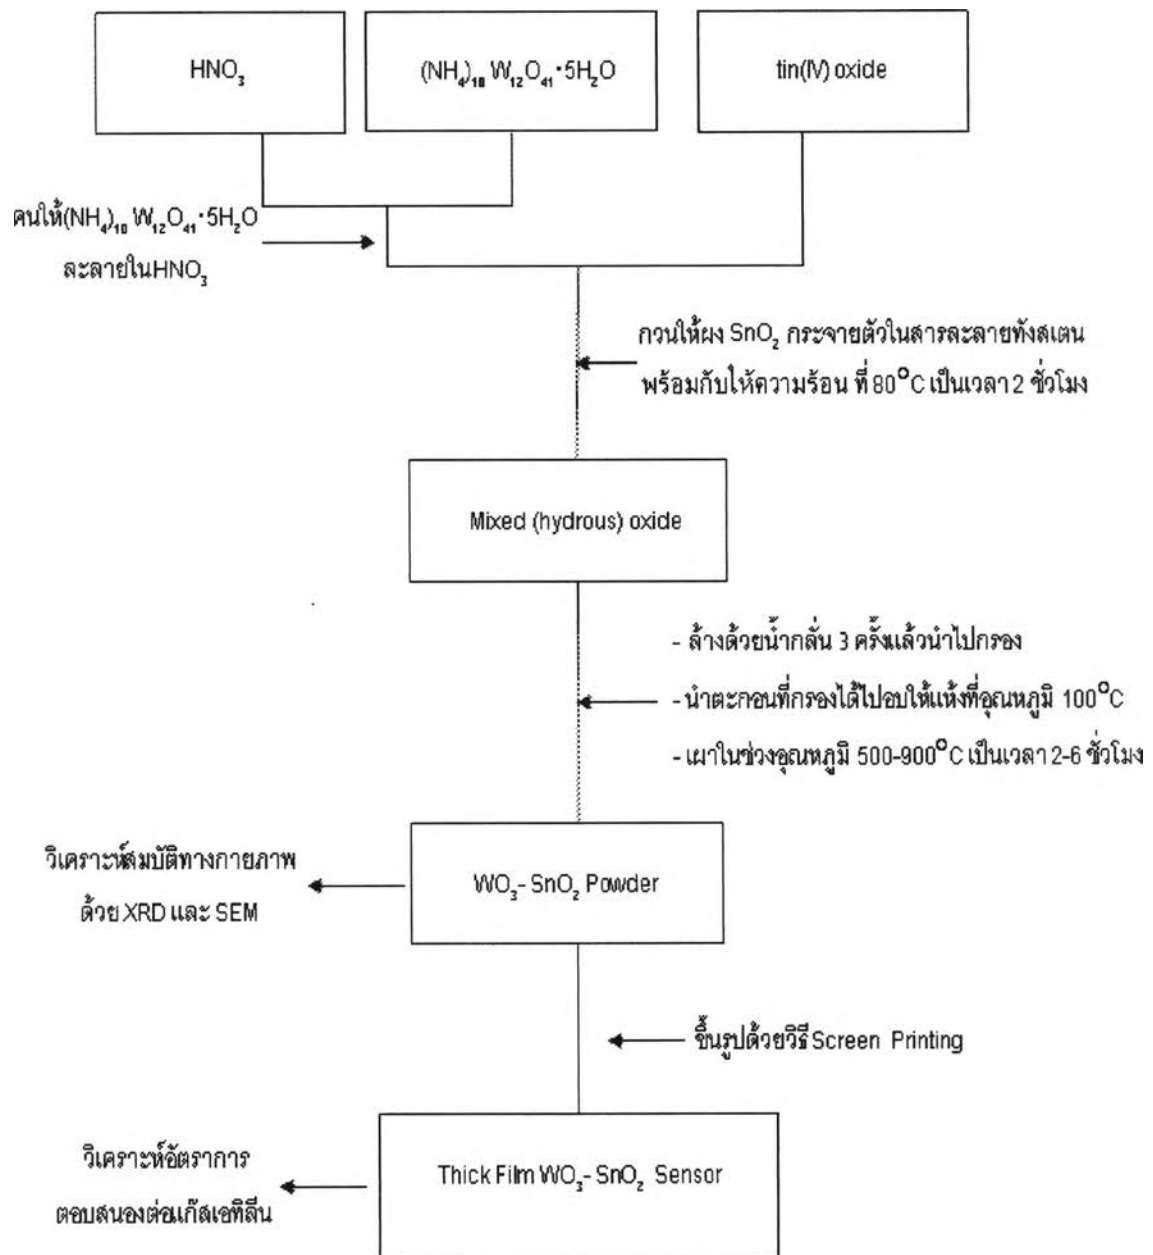 HNO₃
(NH₄)₁₀ W₁₂O₄₁·5H₂O
tin(IV) oxide
คนให้(NH₄)₁₀ W₁₂O₄₁·5H₂O
ละลายในHNO₃
กวนให้ผง SnO₂ กระจายตัวในสารละลายทังสเตน
พร้อมกับให้ความร้อน ที่ 80°C เป็นเวลา 2 ชั่วโมง
Mixed (hydrous) oxide
- ล้างด้วยน้ำกลั่น 3 ครั้งแล้วนำไปกรอง
- นำตะกอนที่กรองได้ไปอบให้แห้งที่อุณหภูมิ 100°C
- เผาในช่วงอุณหภูมิ 500-900°C เป็นเวลา 2-6 ชั่วโมง
วิเคราะห์สมบัติทางกายภาพ
ด้วย XRD และ SEM
WO₃- SnO₂ Powder
ขึ้นรูปด้วยวิธี Screen Printing
วิเคราะห์อัตราการ
ตอบสนองต่อแก๊สเอทิลีน
Thick Film WO₃- SnO₂ Sensor